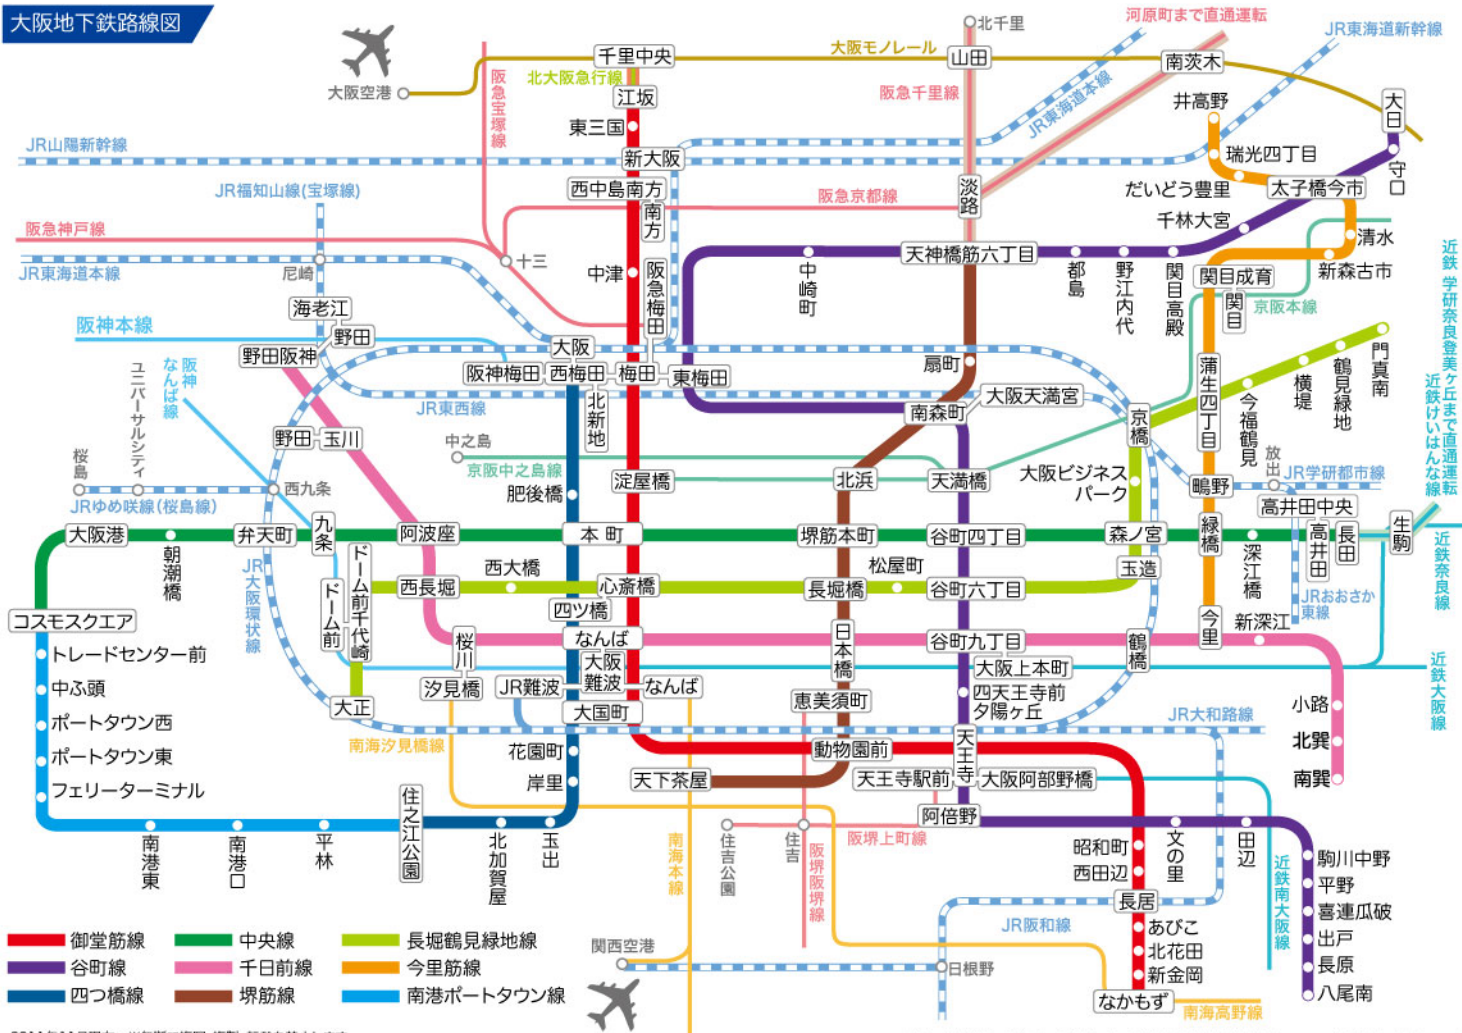 大阪地下鉄路線図
北千里
河原町まで直通運転
JR東海道新幹線
大阪モノレール
千里中央
山田
南茨木
阪急宝塚線
北大阪急行線
大阪空港
江坂
阪急千里線
JR東海道本線
井高野
大日
東三国
JR山陽新幹線
新大阪
瑞光四丁目
守口
JR福知山線(宝塚線)
西中島南方
南方
阪急京都線
淡路
だいどう豊里
太子橋今市
千林大宮
阪急神戸線
清水
JR東海道本線
尼崎
十三
中津
阪急梅田
中崎町
天神橋筋六丁目
都島
野江内代
関目高殿
関目成育
関目
新森古市
京阪本線
近鉄 学研奈良登美ヶ丘まで直通運転
近鉄けいはんな線
海老江
阪神本線
野田
野田阪神
大阪
阪神梅田
西梅田
梅田
東梅田
北新地
扇町
蒲生四丁目
門真南
鶴見緑地
横堤
今福鶴見
ユニバーサルシティ
阪神なんば線
JR東西線
南森町
大阪天満宮
京橋
野田
玉川
中之島
京阪中之島線
桜島
西九条
JRゆめ咲線(桜島線)
肥後橋
淀屋橋
北浜
天満橋
大阪ビジネス
パーク
鴫野
放出
JR学研都市線
高井田中央
大阪港
朝潮橋
弁天町
九条
阿波座
本町
堺筋本町
谷町四丁目
森ノ宮
緑橋
深江橋
高井田
長田
生駒
近鉄奈良線
JR大阪環状線
ドーム前千代崎
ドーム前
西長堀
西大橋
心斎橋
四ツ橋
長堀橋
松屋町
谷町六丁目
玉造
JRおおさか
東線
コスモスクエア
桜川
なんば
日本橋
谷町九丁目
鶴橋
今里
新深江
トレードセンター前
汐見橋
大阪
難波
JR難波
なんば
大阪上本町
近鉄大阪線
中ふ頭
大正
大国町
恵美須町
四天王寺前
夕陽ヶ丘
小路
ポートタウン西
JR大和路線
南海汐見橋線
花園町
動物園前
天王寺
北巽
ポートタウン東
岸里
天下茶屋
天王寺駅前
大阪阿部野橋
南巽
フェリーターミナル
住之江公園
阿倍野
南港東
南港口
平林
北加賀屋
玉出
南海本線
住吉公園
住吉
阪堺上町線
阪堺阪堺線
昭和町
文の里
田辺
西田辺
近鉄南大阪線
駒川中野
平野
長居
喜連瓜破
JR阪和線
あびこ
出戸
北花田
長原
新金岡
八尾南
関西空港
日根野
なかもず
南海高野線
御堂筋線
中央線
長堀鶴見緑地線
谷町線
千日前線
今里筋線
四つ橋線
堺筋線
南港ポートタウン線